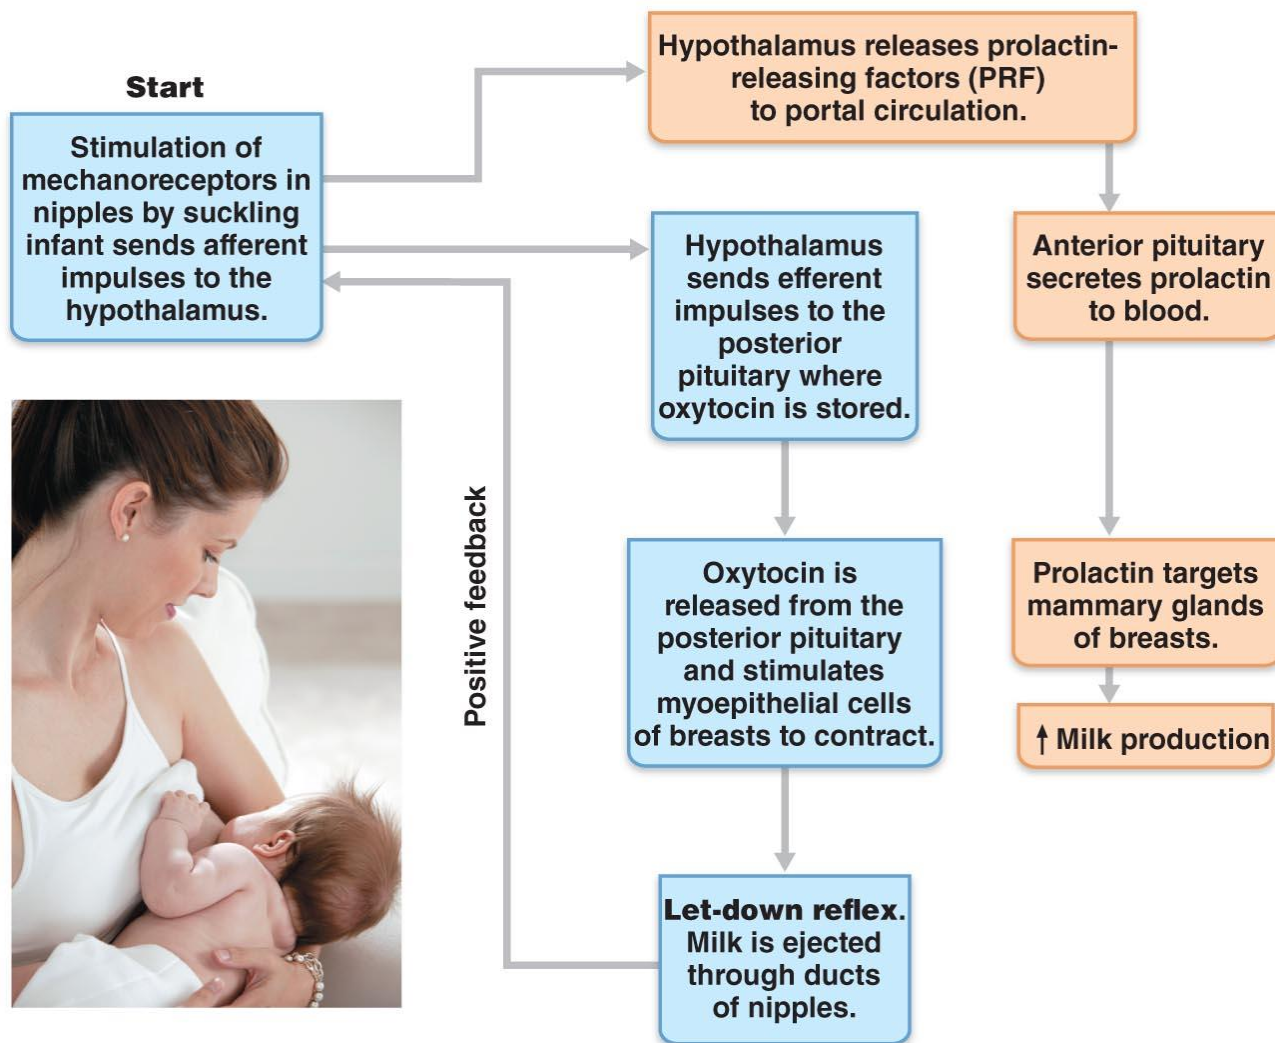 Start
Stimulation of
mechanoreceptors in
nipples by suckling
infant sends afferent
impulses to the
hypothalamus.
Hypothalamus releases prolactin-
releasing factors (PRF)
to portal circulation.
Hypothalamus
sends efferent
impulses to the
posterior
pituitary where
oxytocin is stored.
Anterior pituitary
secretes prolactin
to blood.
Positive feedback
Oxytocin is
released from the
posterior pituitary
and stimulates
myoepithelial cells
of breasts to contract.
Prolactin targets
mammary glands
of breasts.
↑ Milk production
Let-down reflex.
Milk is ejected
through ducts
of nipples.